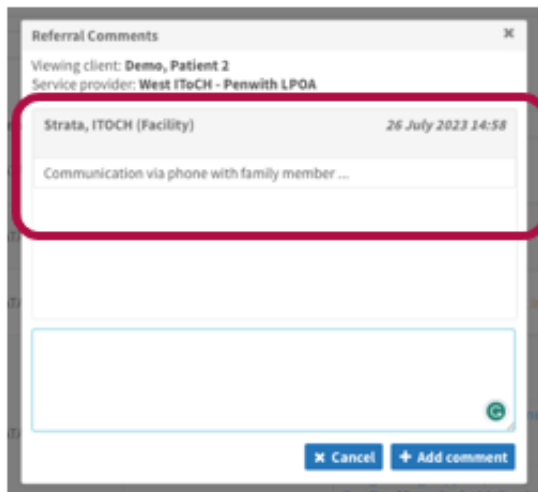 Referral Comments ×
Viewing client: Demo, Patient 2
Service provider: West IToCH - Penwith LPOA
Strata, ITOCH (Facility) 26 July 2023 14:58
Communication via phone with family member ...
× Cancel + Add comment